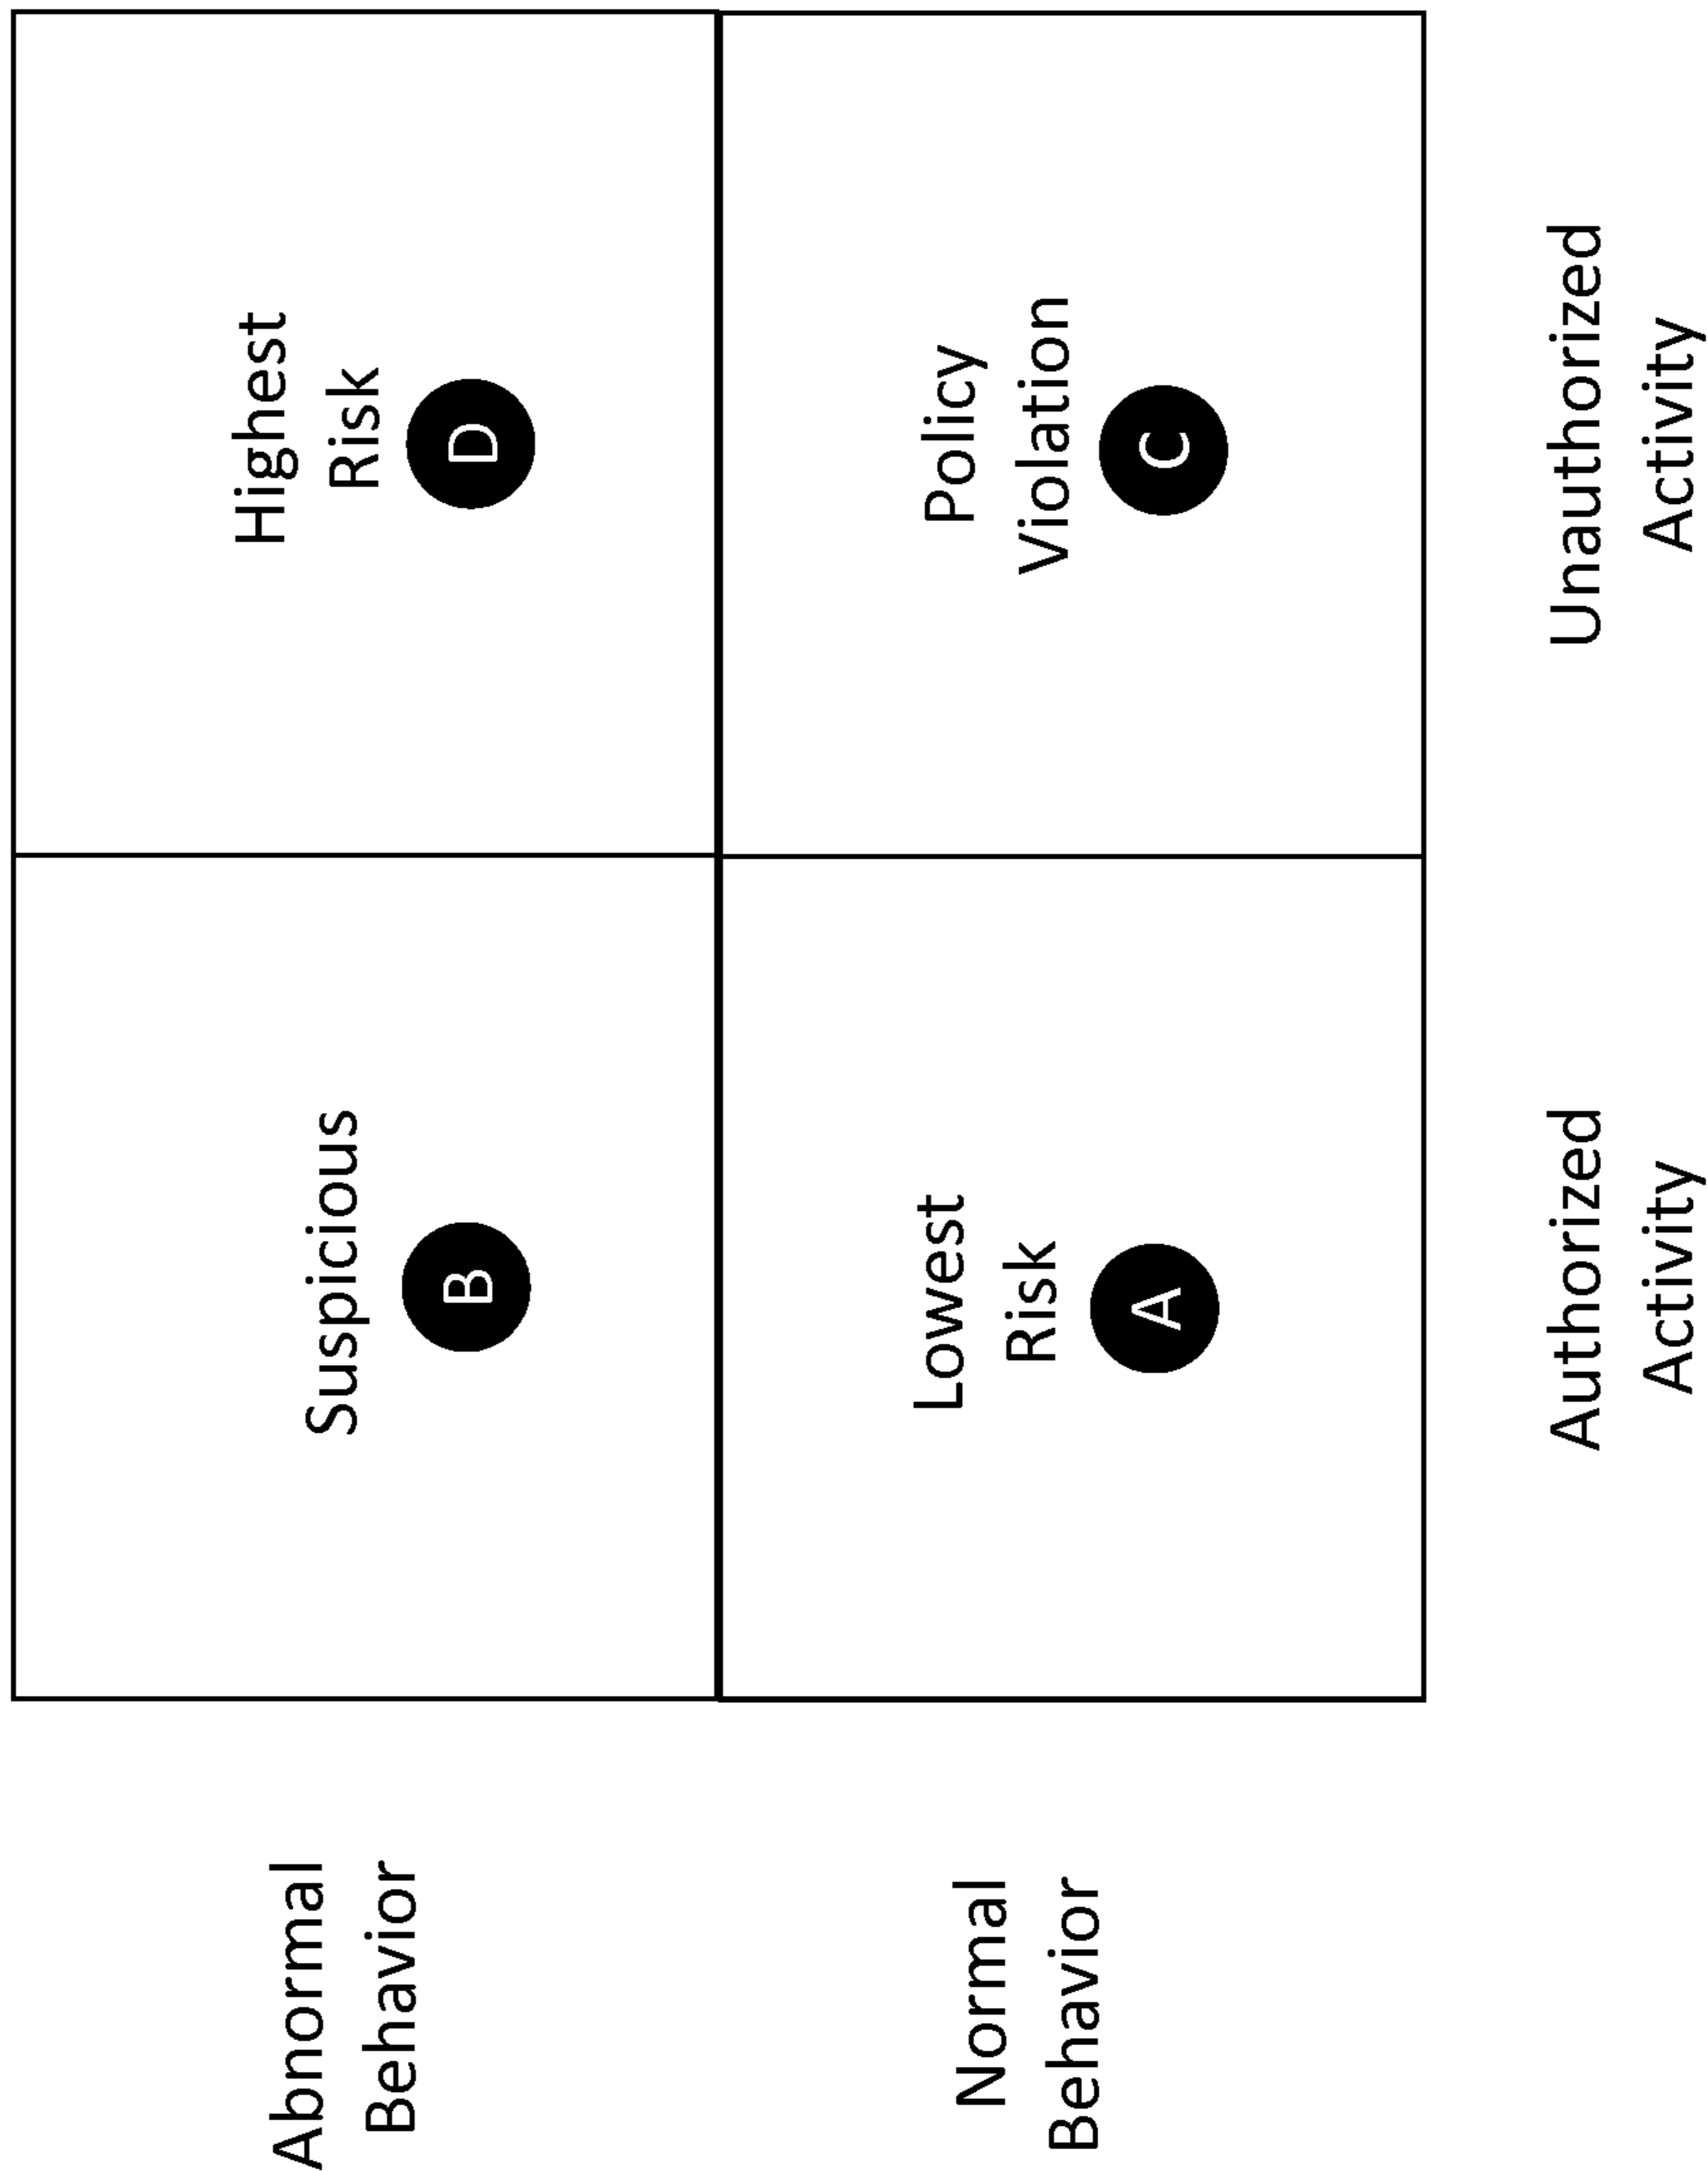 Abnormal
Behavior
Suspicious
B
Highest
Risk
D
Normal
Behavior
Lowest
Risk
A
Policy
Violation
C
Authorized
Activity
Unauthorized
Activity